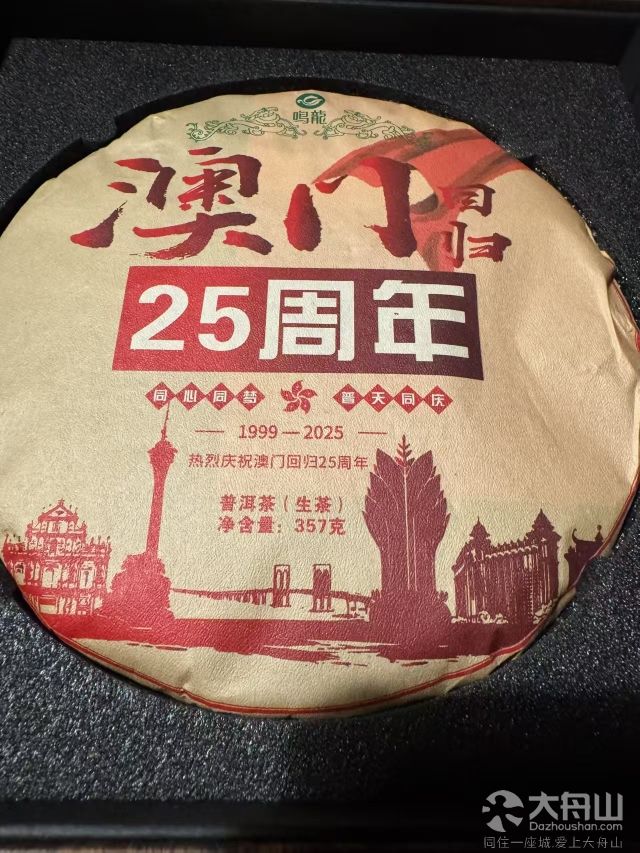 鸣龍
澳门回归
25周年
同心同梦 普天同庆
1999—2025
热烈庆祝澳门回归25周年
普洱茶（生茶）
净含量：357克
大舟山
Dazhoushan.com
同住一座城.爱上大舟山